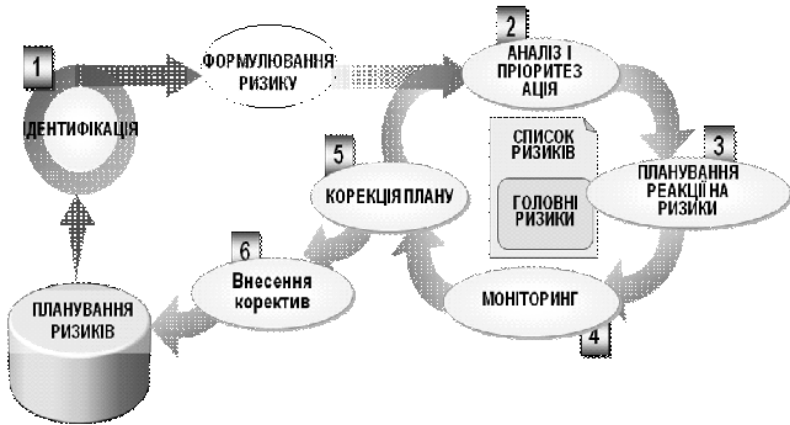 1
ІДЕНТИФІКАЦІЯ
ФОРМУЛЮВАННЯ
РИЗИКУ
2
АНАЛІЗ І
ПРІОРИТЕЗ
АЦІЯ
СПИСОК
РИЗИКІВ
ГОЛОВНІ
РИЗИКИ
3
ПЛАНУВАННЯ
РЕАКЦІЇ НА
РИЗИКИ
4
МОНІТОРИНГ
5
КОРЕКЦІЯ ПЛАНУ
6
Внесення
коректив
ПЛАНУВАННЯ
РИЗИКІВ